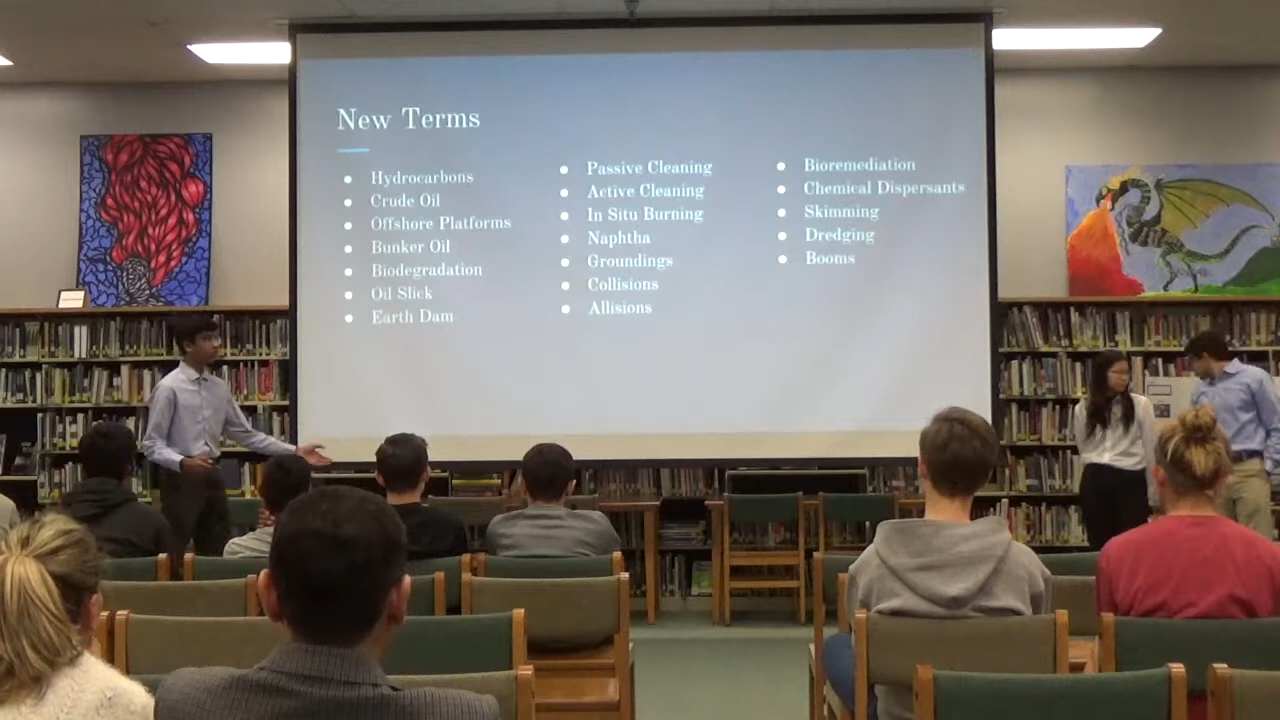 New Terms
Hydrocarbons
Crude Oil
Offshore Platforms
Bunker Oil
Biodegradation
Oil Slick
Earth Dam
Passive Cleaning
Active Cleaning
In Situ Burning
Naphtha
Groundings
Collisions
Allisions
Bioremediation
Chemical Dispersants
Skimming
Dredging
Booms